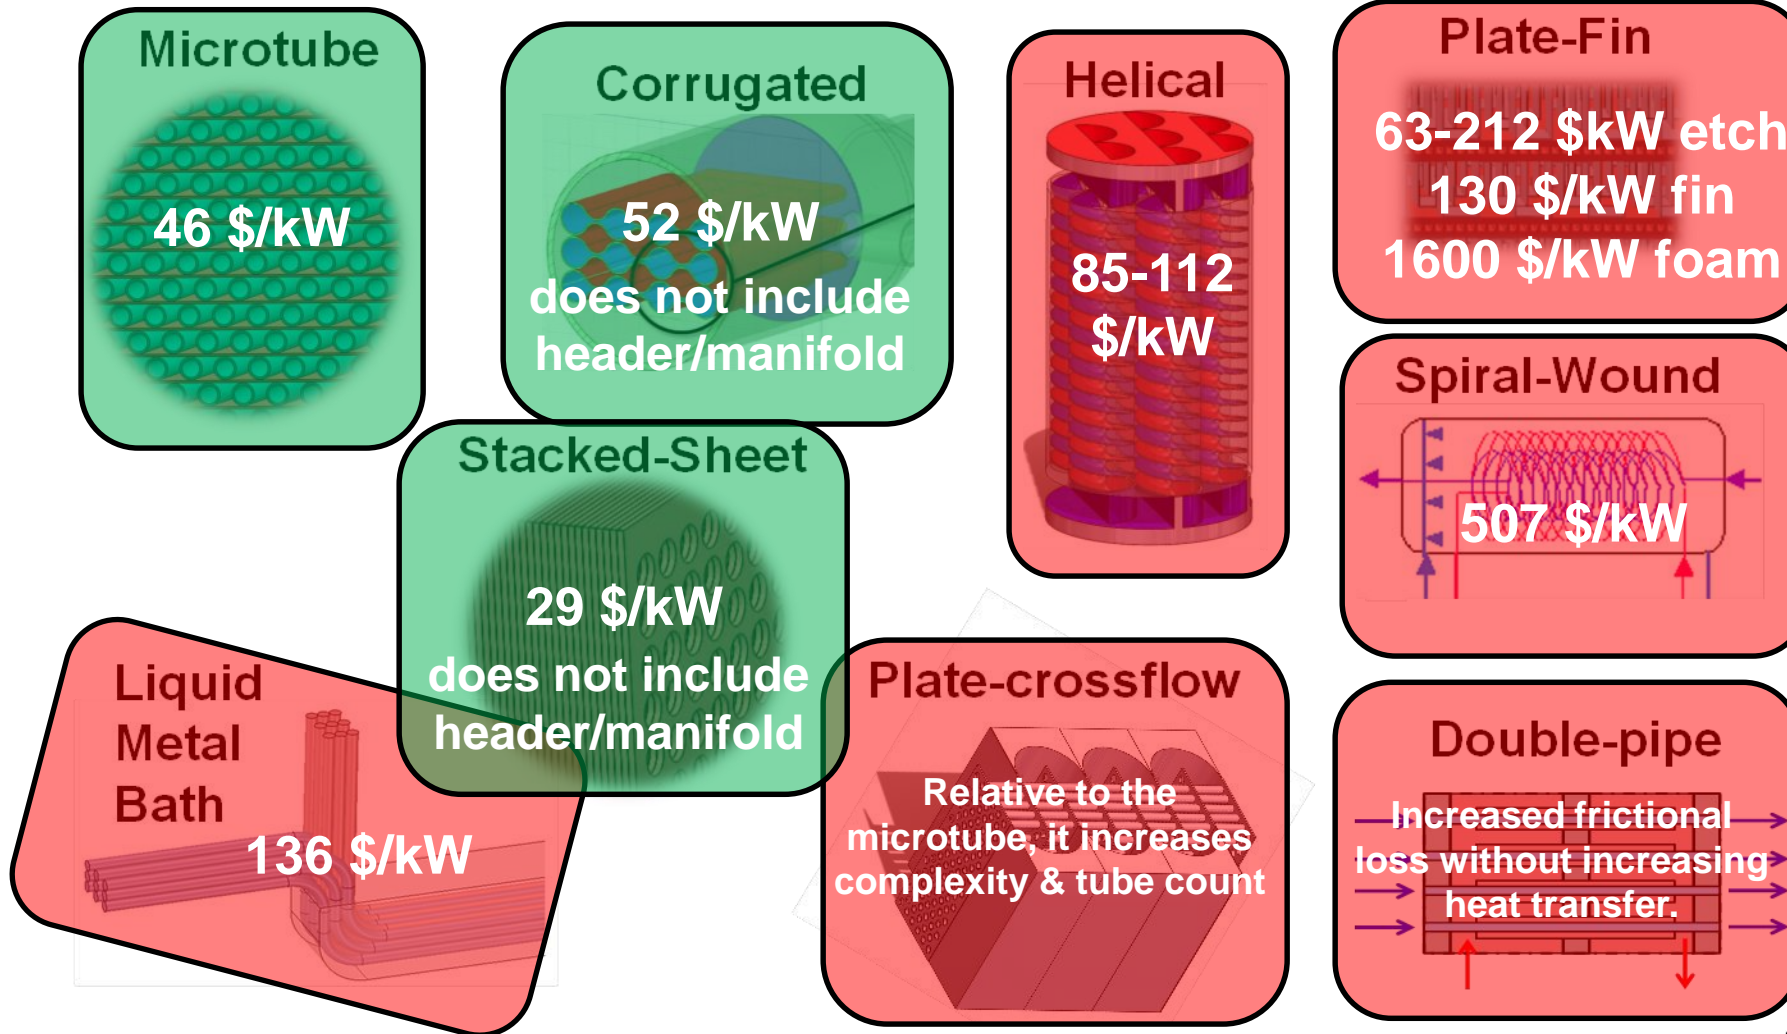 Microtube
46 $/kW
Corrugated
52 $/kW
does not include
header/manifold
Helical
85-112
$/kW
Plate-Fin
63-212 $kW etch
130 $/kW fin
1600 $/kW foam
Spiral-Wound
507 $/kW
Stacked-Sheet
29 $/kW
does not include
header/manifold
Liquid
Metal
Bath
136 $/kW
Plate-crossflow
Relative to the
microtube, it increases
complexity & tube count
Double-pipe
Increased frictional
loss without increasing
heat transfer.